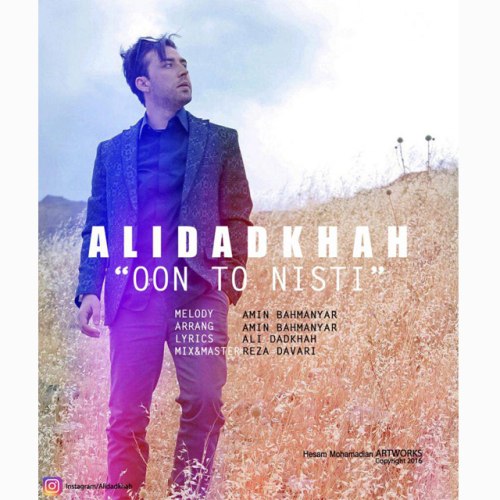 ALIDADKHAH
“OON TO NISTI”
MELODY AMIN BAHMANYAR
ARRANG AMIN BAHMANYAR
LYRICS ALI DADKHAH
MIX&MASTER REZA DAVARI
Hesam Mohamadian ARTWORKS
Copyright 2016
Instagram/Alidadkhah